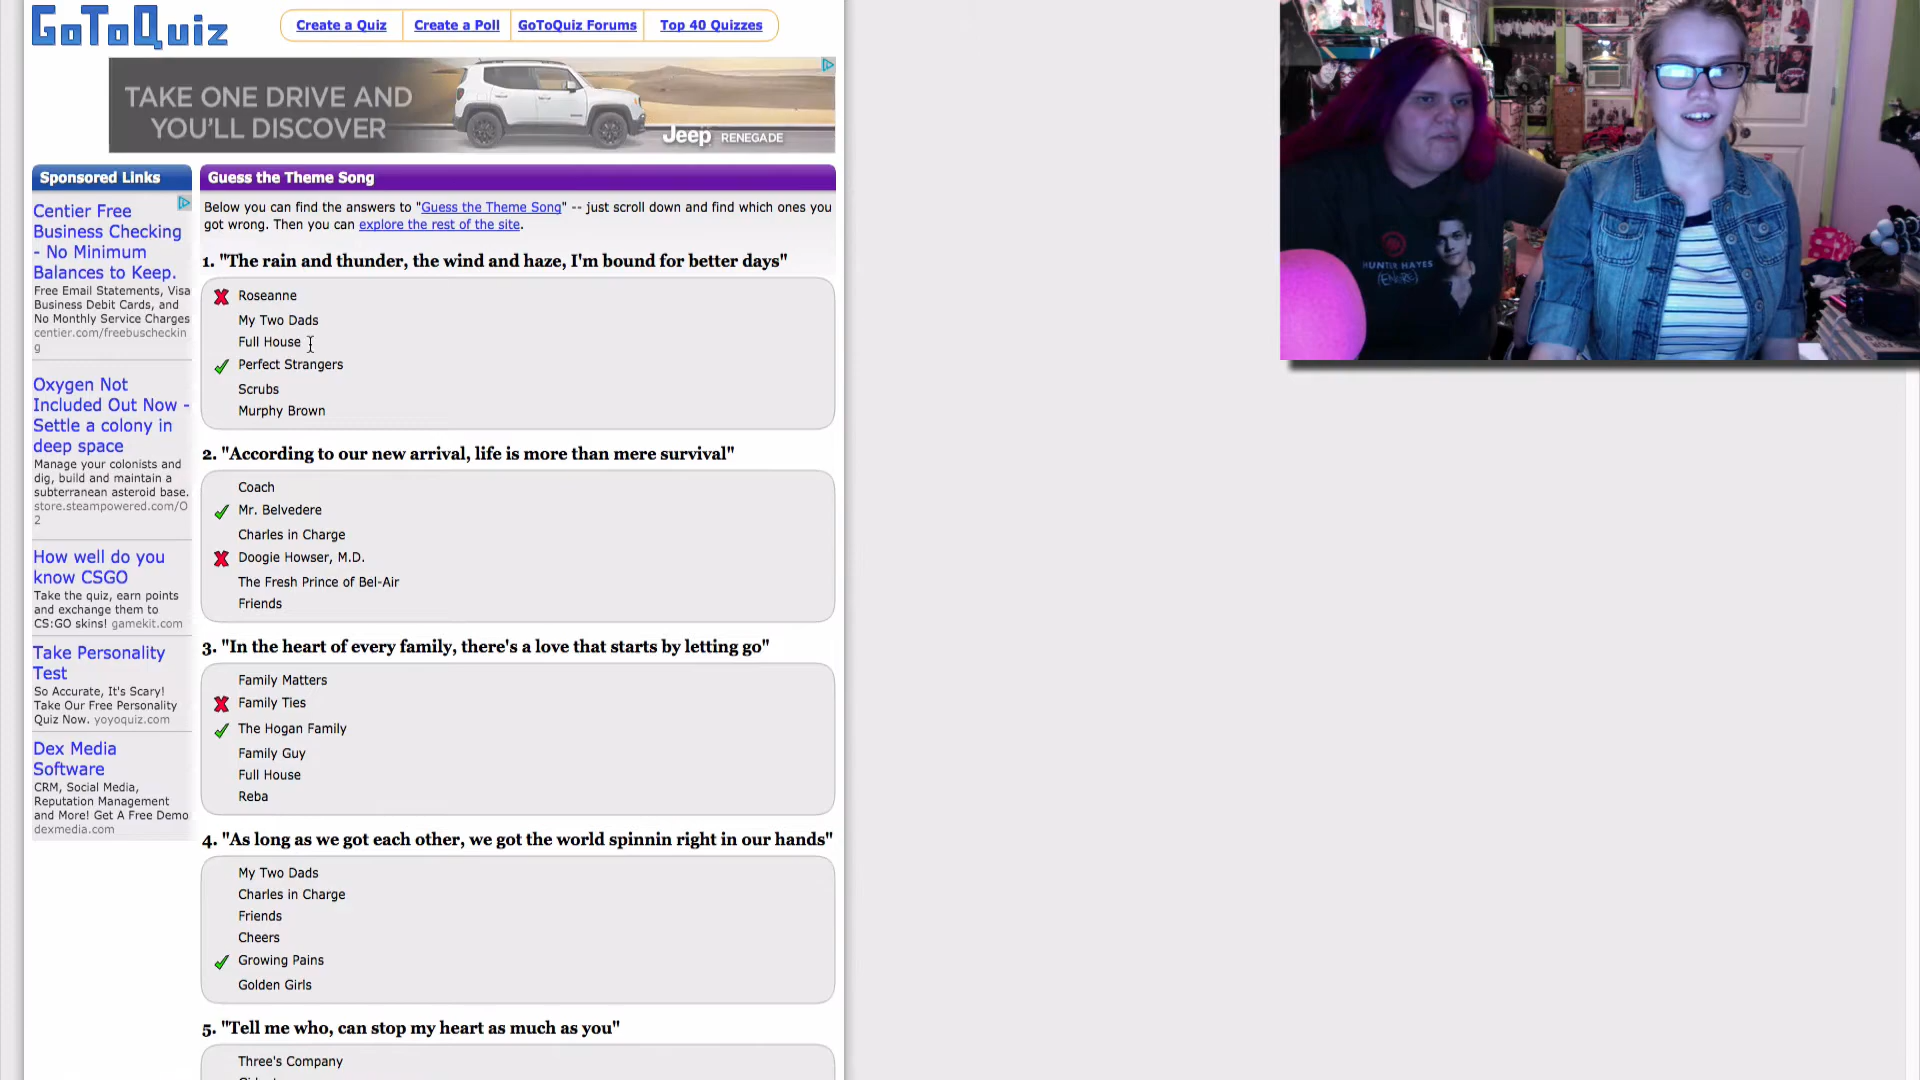 GoToQuiz
Create a Quiz
Create a Poll
GoToQuiz Forums
Top 40 Quizzes
TAKE ONE DRIVE AND
YOU'LL DISCOVER
Jeep RENEGADE
Sponsored Links
Centier Free
Business Checking
- No Minimum
Balances to Keep.
Free Email Statements, Visa
Business Debit Cards, and
No Monthly Service Charges
centier.com/freebuscheckin
g
Oxygen Not
Included Out Now -
Settle a colony in
deep space
Manage your colonists and
dig, build and maintain a
subterranean asteroid base.
store.steampowered.com/O
2
How well do you
know CSGO
Take the quiz, earn points
and exchange them to
CS:GO skins! gamekit.com
Take Personality
Test
So Accurate, It's Scary!
Take Our Free Personality
Quiz Now. yoyoquiz.com
Dex Media
Software
CRM, Social Media,
Reputation Management
and More! Get A Free Demo
dexmedia.com
Guess the Theme Song
Below you can find the answers to "Guess the Theme Song" -- just scroll down and find which ones you
got wrong. Then you can explore the rest of the site.
1. "The rain and thunder, the wind and haze, I'm bound for better days"
Roseanne
My Two Dads
Full House
Perfect Strangers
Scrubs
Murphy Brown
2. "According to our new arrival, life is more than mere survival"
Coach
Mr. Belvedere
Charles in Charge
Doogie Howser, M.D.
The Fresh Prince of Bel-Air
Friends
3. "In the heart of every family, there's a love that starts by letting go"
Family Matters
Family Ties
The Hogan Family
Family Guy
Full House
Reba
4. "As long as we got each other, we got the world spinnin right in our hands"
My Two Dads
Charles in Charge
Friends
Cheers
Growing Pains
Golden Girls
5. "Tell me who, can stop my heart as much as you"
Three's Company
HUNTER HAYES
(ENCORE)